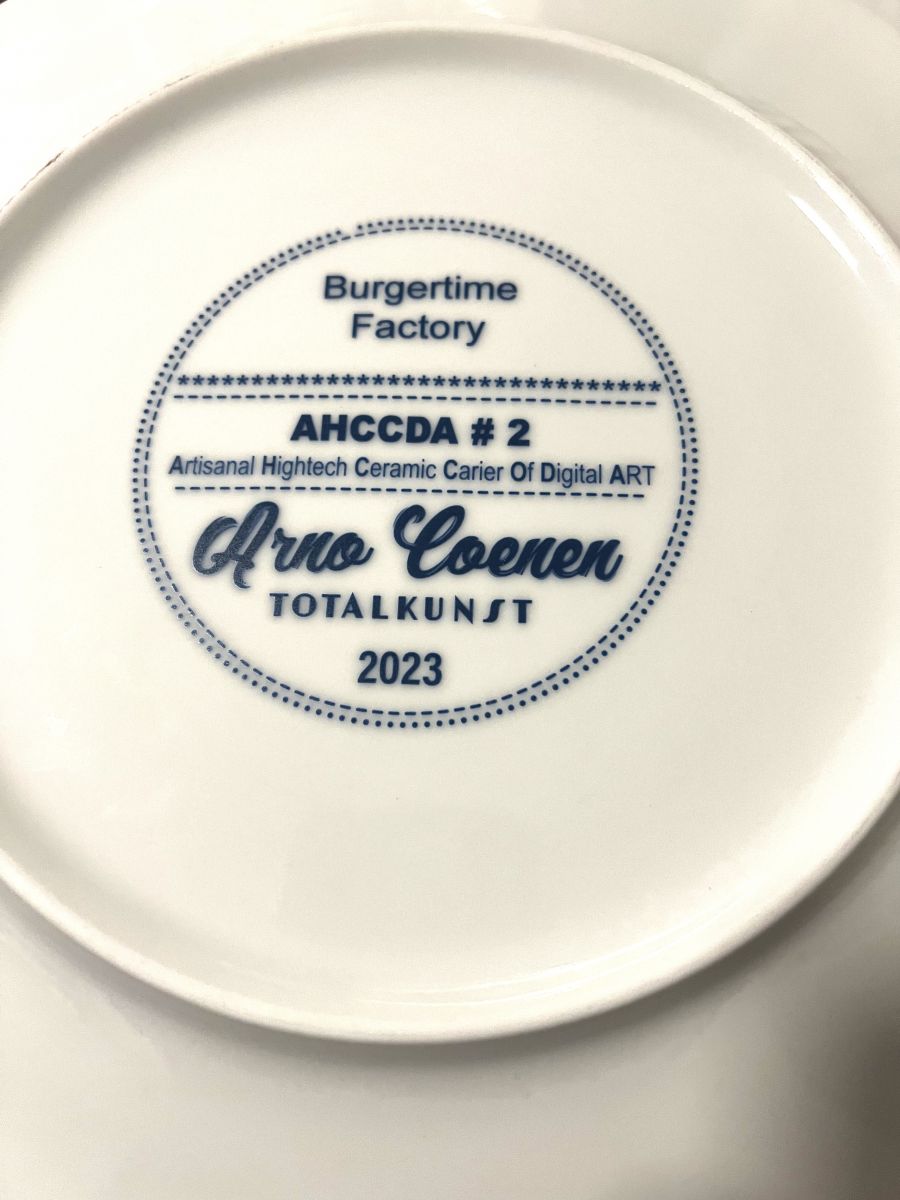 Burgertime
Factory
********************************
AHCCDA # 2
Artisanal Hightech Ceramic Carier Of Digital ART
Arno Coenen
TOTALKUNST
2023